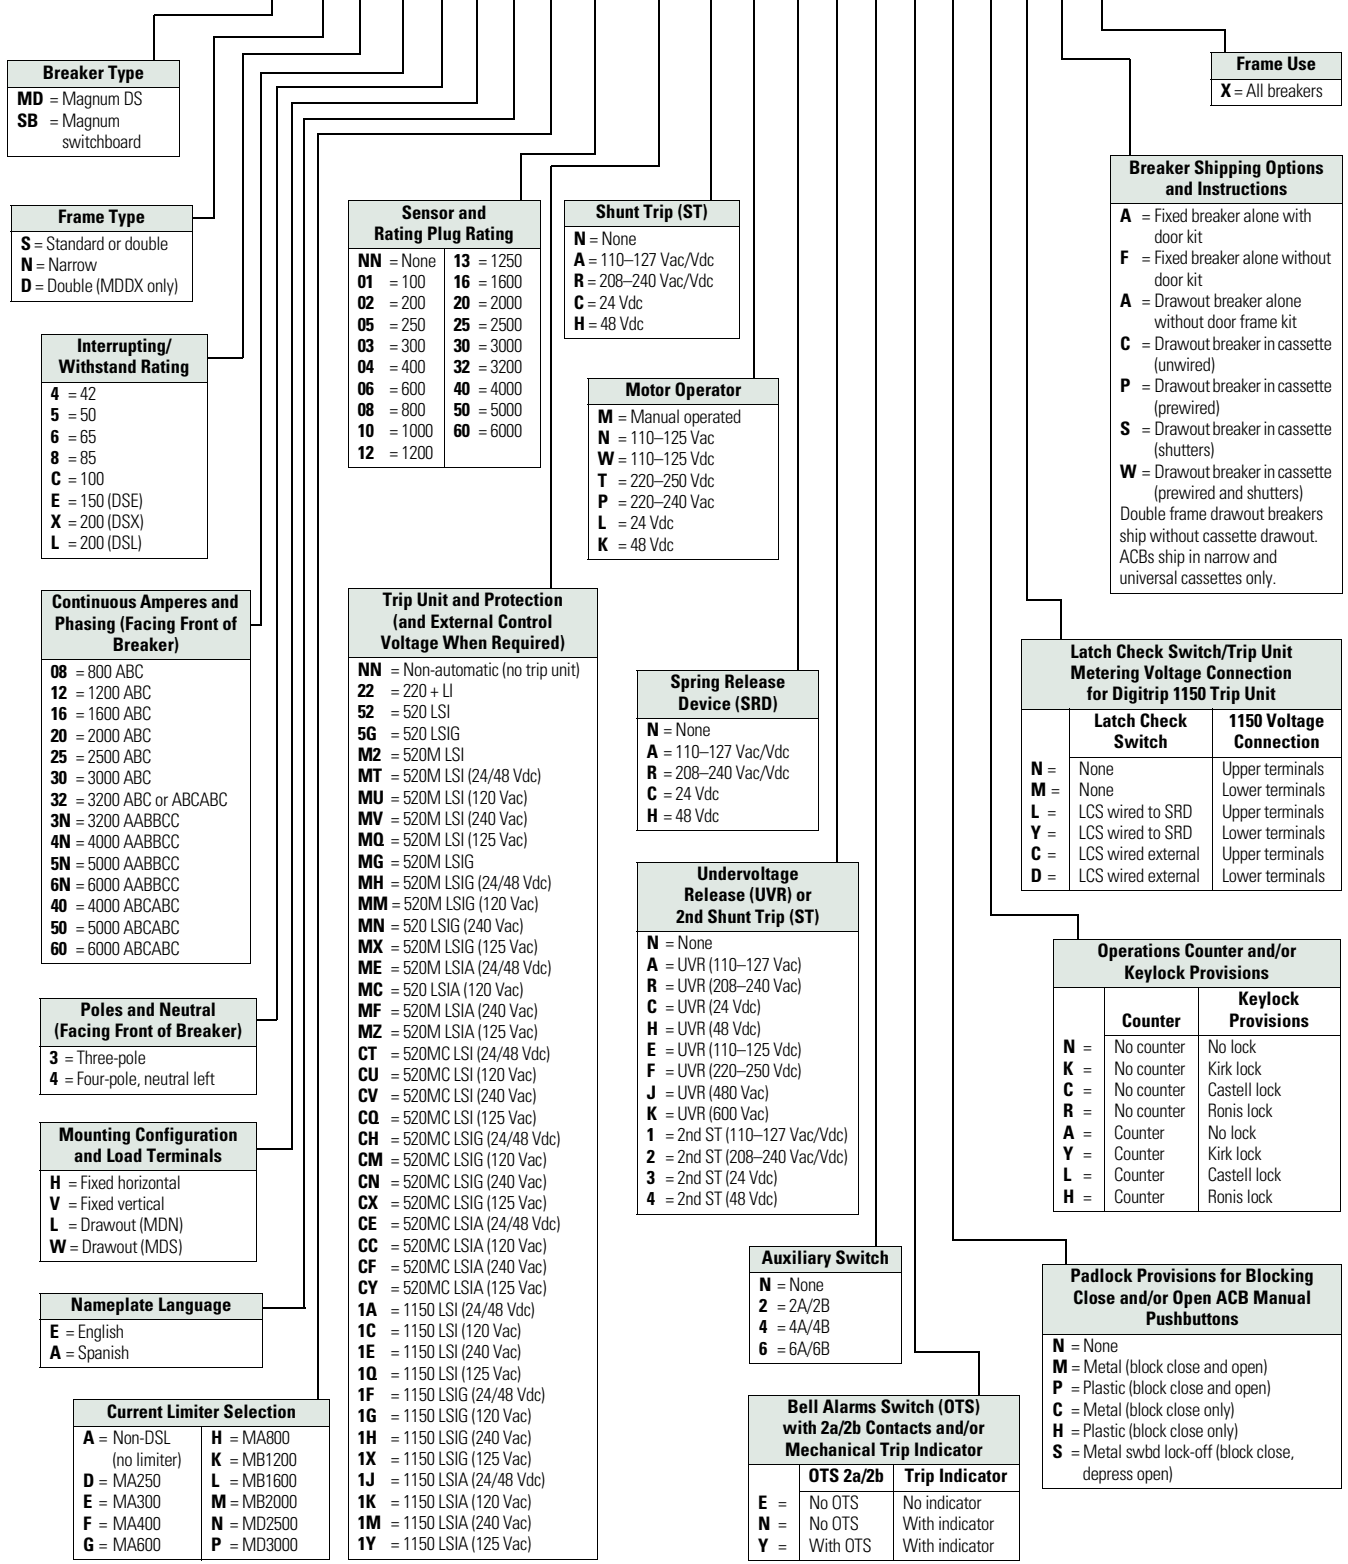 Breaker Type
MD = Magnum DS
SB = Magnum
switchboard
Frame Type
S = Standard or double
N = Narrow
D = Double (MDDX only)
Interrupting/
Withstand Rating
4 = 42
5 = 50
6 = 65
8 = 85
C = 100
E = 150 (DSE)
X = 200 (DSX)
L = 200 (DSL)
Continuous Amperes and
Phasing (Facing Front of
Breaker)
08 = 800 ABC
12 = 1200 ABC
16 = 1600 ABC
20 = 2000 ABC
25 = 2500 ABC
30 = 3000 ABC
32 = 3200 ABC or ABCABC
3N = 3200 AABBCC
4N = 4000 AABBCC
5N = 5000 AABBCC
6N = 6000 AABBCC
40 = 4000 ABCABC
50 = 5000 ABCABC
60 = 6000 ABCABC
Poles and Neutral
(Facing Front of Breaker)
3 = Three-pole
4 = Four-pole, neutral left
Mounting Configuration
and Load Terminals
H = Fixed horizontal
V = Fixed vertical
L = Drawout (MDN)
W = Drawout (MDS)
Nameplate Language
E = English
A = Spanish
Current Limiter Selection
A = Non-DSL
(no limiter)
D = MA250
E = MA300
F = MA400
G = MA600
H = MA800
K = MB1200
L = MB1600
M = MB2000
N = MD2500
P = MD3000
Sensor and
Rating Plug Rating
NN = None
01 = 100
02 = 200
05 = 250
03 = 300
04 = 400
06 = 600
08 = 800
10 = 1000
12 = 1200
13 = 1250
16 = 1600
20 = 2000
25 = 2500
30 = 3000
32 = 3200
40 = 4000
50 = 5000
60 = 6000
Trip Unit and Protection
(and External Control
Voltage When Required)
NN = Non-automatic (no trip unit)
22 = 220 + LI
52 = 520 LSI
5G = 520 LSIG
M2 = 520M LSI
MT = 520M LSI (24/48 Vdc)
MU = 520M LSI (120 Vac)
MV = 520M LSI (240 Vac)
MQ = 520M LSI (125 Vac)
MG = 520M LSIG
MH = 520M LSIG (24/48 Vdc)
MM = 520M LSIG (120 Vac)
MN = 520 LSIG (240 Vac)
MX = 520M LSIG (125 Vac)
ME = 520M LSIA (24/48 Vdc)
MC = 520 LSIA (120 Vac)
MF = 520M LSIA (240 Vac)
MZ = 520M LSIA (125 Vac)
CT = 520MC LSI (24/48 Vdc)
CU = 520MC LSI (120 Vac)
CV = 520MC LSI (240 Vac)
CQ = 520MC LSI (125 Vac)
CH = 520MC LSIG (24/48 Vdc)
CM = 520MC LSIG (120 Vac)
CN = 520MC LSIG (240 Vac)
CX = 520MC LSIG (125 Vac)
CE = 520MC LSIA (24/48 Vdc)
CC = 520MC LSIA (120 Vac)
CF = 520MC LSIA (240 Vac)
CY = 520MC LSIA (125 Vac)
1A = 1150 LSI (24/48 Vdc)
1C = 1150 LSI (120 Vac)
1E = 1150 LSI (240 Vac)
1Q = 1150 LSI (125 Vac)
1F = 1150 LSIG (24/48 Vdc)
1G = 1150 LSIG (120 Vac)
1H = 1150 LSIG (240 Vac)
1X = 1150 LSIG (125 Vac)
1J = 1150 LSIA (24/48 Vdc)
1K = 1150 LSIA (120 Vac)
1M = 1150 LSIA (240 Vac)
1Y = 1150 LSIA (125 Vac)
Shunt Trip (ST)
N = None
A = 110–127 Vac/Vdc
R = 208–240 Vac/Vdc
C = 24 Vdc
H = 48 Vdc
Motor Operator
M = Manual operated
N = 110–125 Vac
W = 110–125 Vdc
T = 220–250 Vdc
P = 220–240 Vac
L = 24 Vdc
K = 48 Vdc
Spring Release
Device (SRD)
N = None
A = 110–127 Vac/Vdc
R = 208–240 Vac/Vdc
C = 24 Vdc
H = 48 Vdc
Undervoltage
Release (UVR) or
2nd Shunt Trip (ST)
N = None
A = UVR (110–127 Vac)
R = UVR (208–240 Vac)
C = UVR (24 Vdc)
H = UVR (48 Vdc)
E = UVR (110–125 Vdc)
F = UVR (220–250 Vdc)
J = UVR (480 Vac)
K = UVR (600 Vac)
1 = 2nd ST (110–127 Vac/Vdc)
2 = 2nd ST (208–240 Vac/Vdc)
3 = 2nd ST (24 Vdc)
4 = 2nd ST (48 Vdc)
Auxiliary Switch
N = None
2 = 2A/2B
4 = 4A/4B
6 = 6A/6B
Bell Alarms Switch (OTS)
with 2a/2b Contacts and/or
Mechanical Trip Indicator
OTS 2a/2b Trip Indicator
E = No OTS No indicator
N = No OTS With indicator
Y = With OTS With indicator
Frame Use
X = All breakers
Breaker Shipping Options
and Instructions
A = Fixed breaker alone with
door kit
F = Fixed breaker alone without
door kit
A = Drawout breaker alone
without door frame kit
C = Drawout breaker in cassette
(unwired)
P = Drawout breaker in cassette
(prewired)
S = Drawout breaker in cassette
(shutters)
W = Drawout breaker in cassette
(prewired and shutters)
Double frame drawout breakers
ship without cassette drawout.
ACBs ship in narrow and
universal cassettes only.
Latch Check Switch/Trip Unit
Metering Voltage Connection
for Digitrip 1150 Trip Unit
Latch Check
Switch
1150 Voltage
Connection
N = None Upper terminals
M = None Lower terminals
L = LCS wired to SRD Upper terminals
Y = LCS wired to SRD Lower terminals
C = LCS wired external Upper terminals
D = LCS wired external Lower terminals
Operations Counter and/or
Keylock Provisions
Counter
Keylock
Provisions
N = No counter No lock
K = No counter Kirk lock
C = No counter Castell lock
R = No counter Ronis lock
A = Counter No lock
Y = Counter Kirk lock
L = Counter Castell lock
H = Counter Ronis lock
Padlock Provisions for Blocking
Close and/or Open ACB Manual
Pushbuttons
N = None
M = Metal (block close and open)
P = Plastic (block close and open)
C = Metal (block close only)
H = Plastic (block close only)
S = Metal swbd lock-off (block close,
depress open)